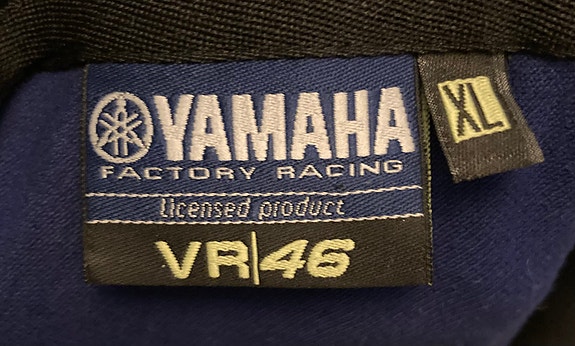 YAMAHA
FACTORY RACING
licensed product
VR|46
XL